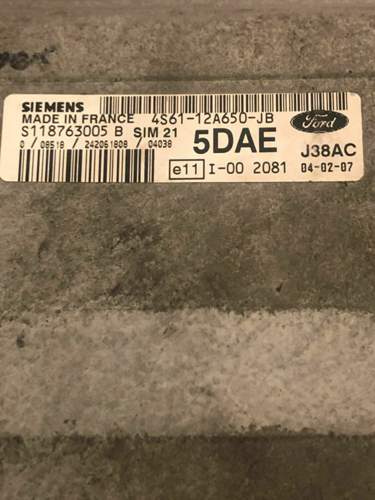 SIEMENS
MADE IN FRANCE 4S61-12A650-JB
S118763005 B SIM 21
0 / 08518 / 242061808 / 04038
5DAE
Ford
J38AC
e11 I-00 2081 04-02-07